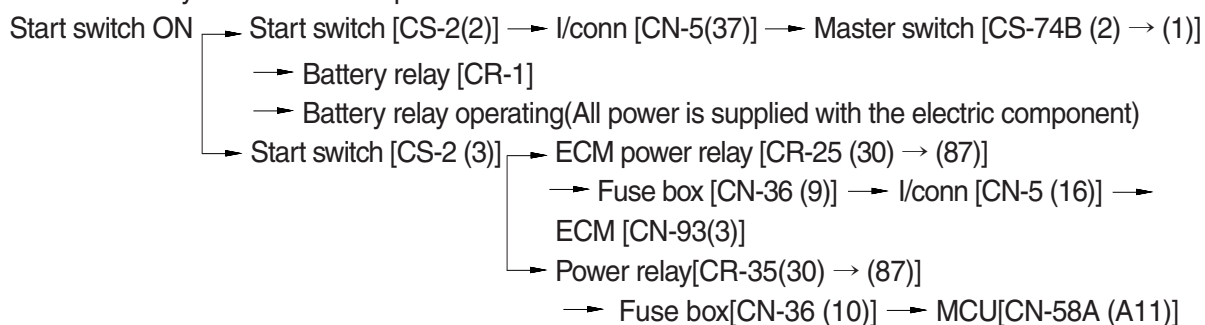 Start switch ON → Start switch [CS-2(2)] → I/conn [CN-5(37)] → Master switch [CS-74B (2) → (1)]
→ Battery relay [CR-1]
→ Battery relay operating(All power is supplied with the electric component)
→ Start switch [CS-2 (3)] → ECM power relay [CR-25 (30) → (87)]
→ Fuse box [CN-36 (9)] → I/conn [CN-5 (16)] →
ECM [CN-93(3)]
→ Power relay[CR-35(30) → (87)]
→ Fuse box[CN-36 (10)] → MCU[CN-58A (A11)]